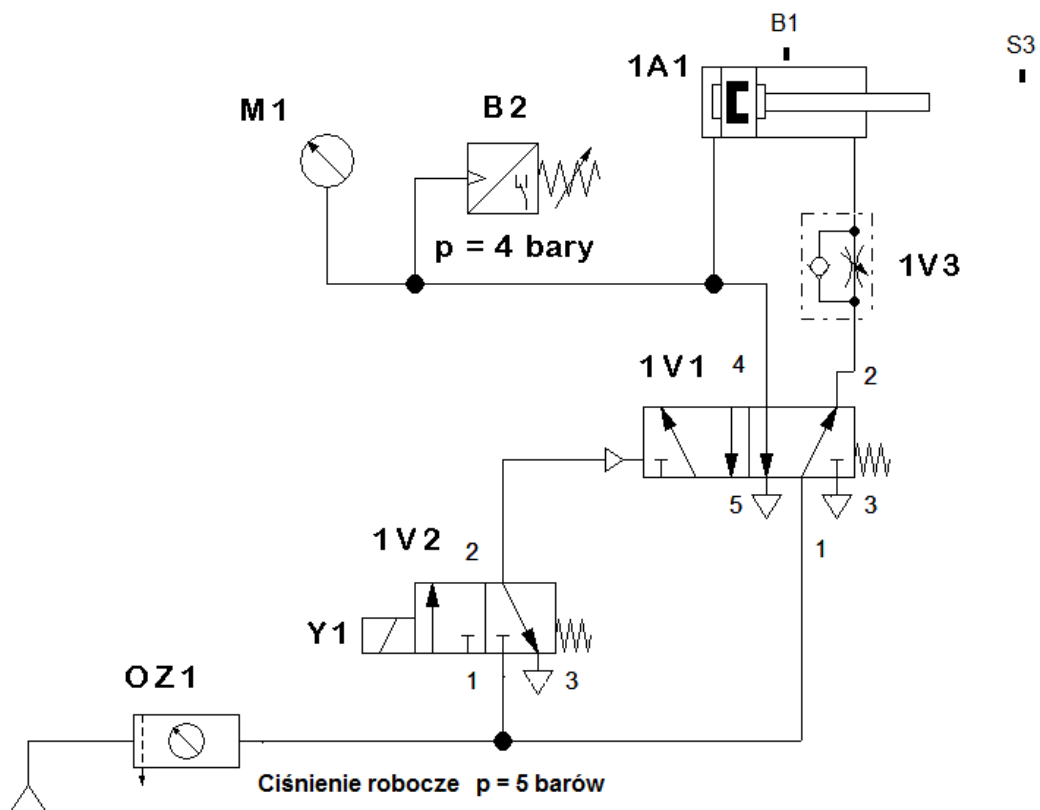 B1
S3
1A1
M1
B2
p = 4 bary
1V3
1V1
4
2
5
3
1
1V2
2
Y1
1
3
OZ1
Ciśnienie robocze p = 5 barów